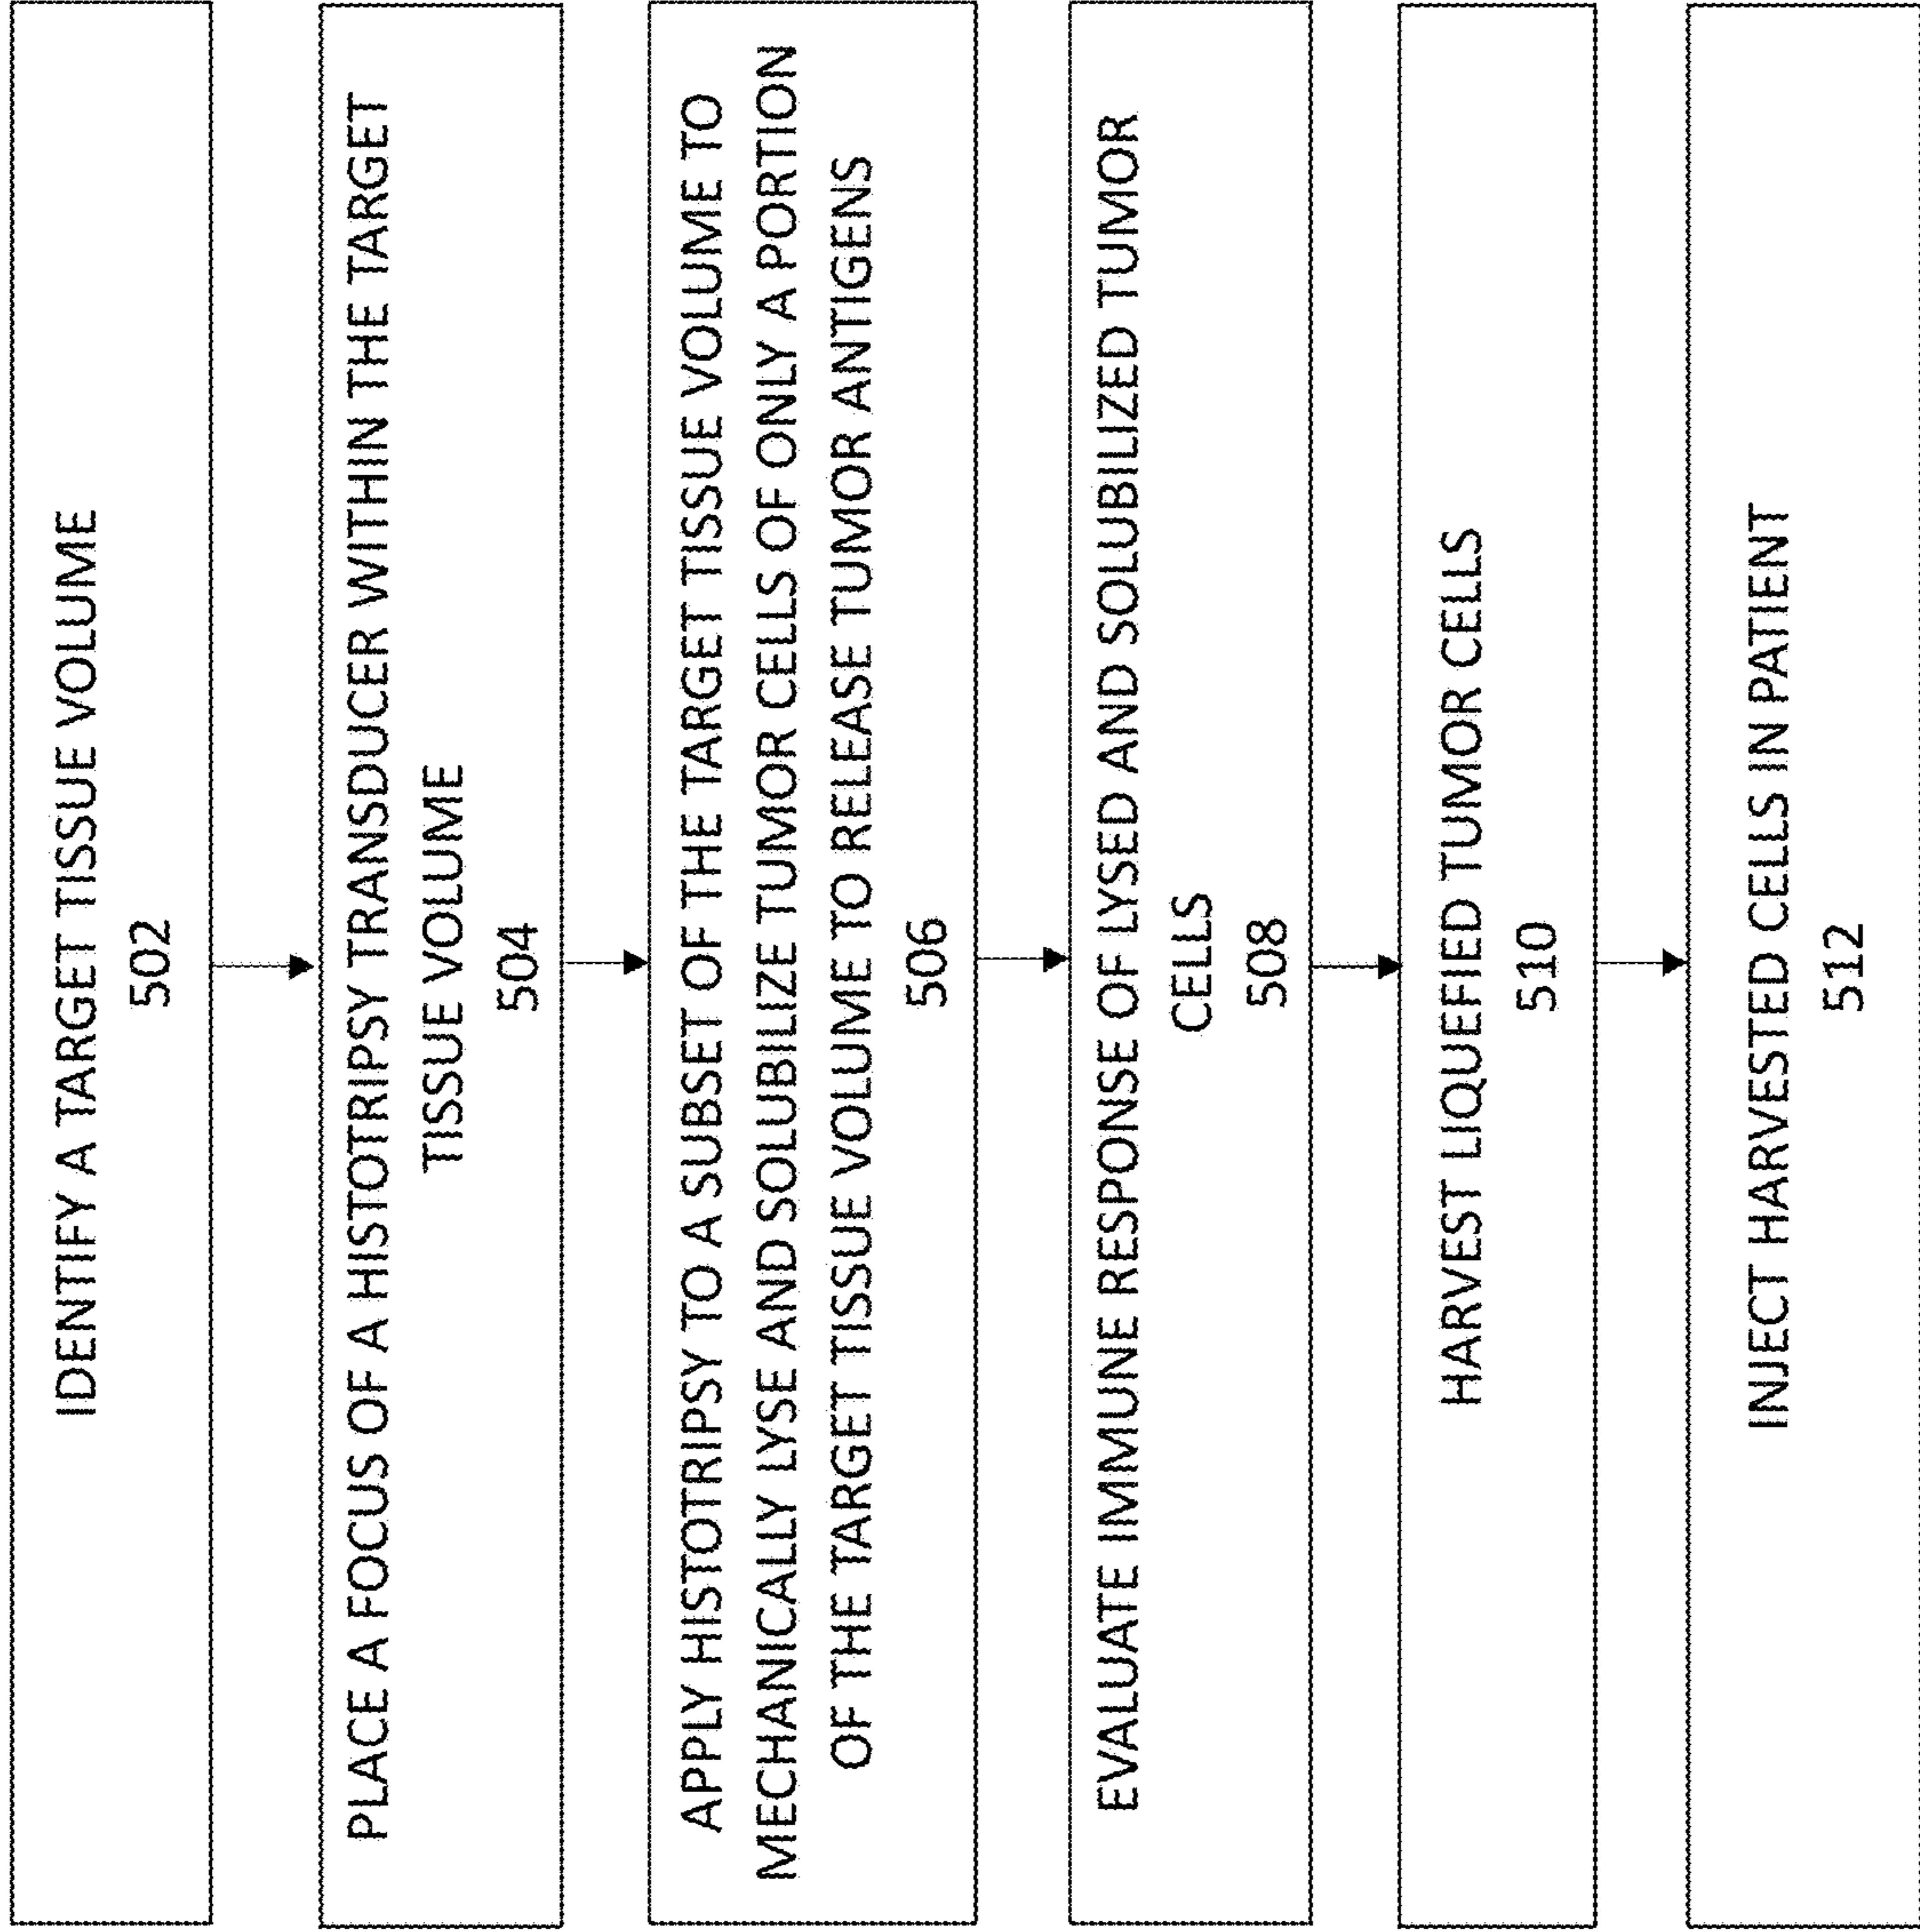 IDENTIFY A TARGET TISSUE VOLUME
502
PLACE A FOCUS OF A HISTOTRIPSY TRANSDUCER WITHIN THE TARGET
TISSUE VOLUME
504
APPLY HISTOTRIPSY TO A SUBSET OF THE TARGET TISSUE VOLUME TO
MECHANICALLY LYSE AND SOLUBILIZE TUMOR CELLS OF ONLY A PORTION
OF THE TARGET TISSUE VOLUME TO RELEASE TUMOR ANTIGENS
506
EVALUATE IMMUNE RESPONSE OF LYSED AND SOLUBILIZED TUMOR
CELLS
508
HARVEST LIQUEFIED TUMOR CELLS
510
INJECT HARVESTED CELLS IN PATIENT
512